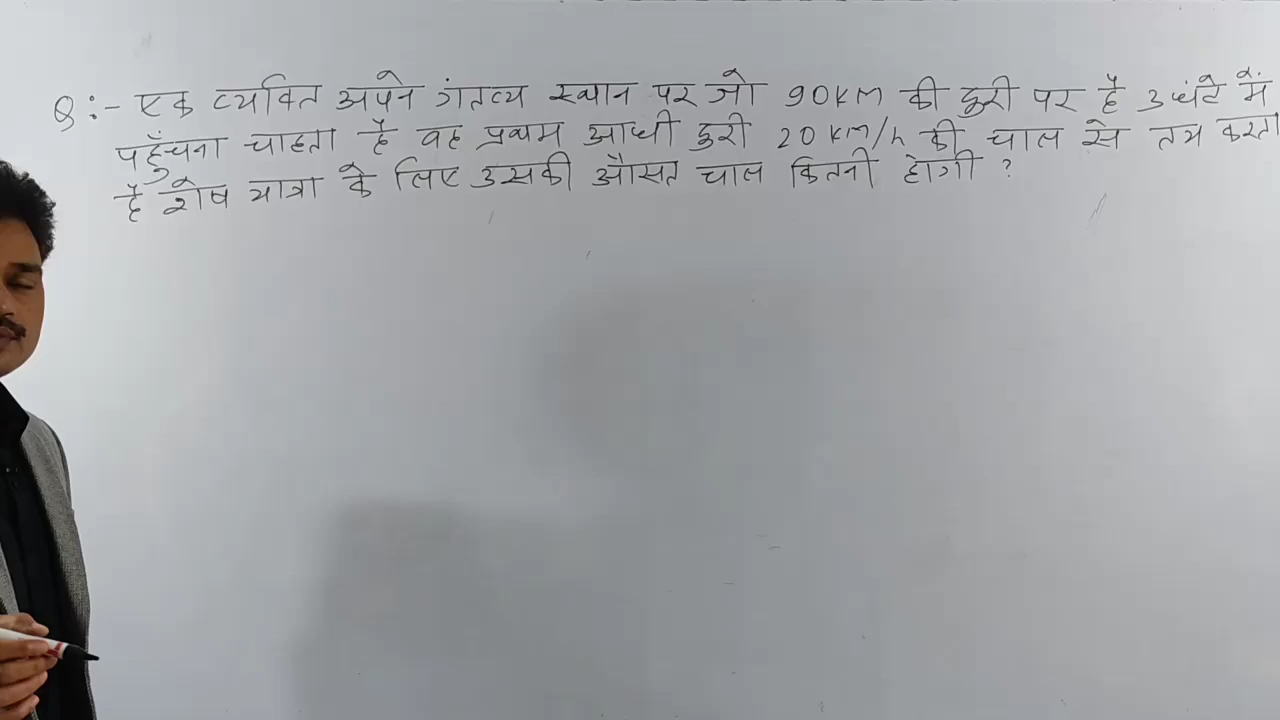 Q:- एक व्यक्ति अपने गंतव्य स्थान पर जो 90KM की दुरी पर है 3 घंटे में
पहुँचना चाहता है वह प्रथम आधी दुरी 20 KM/h की चाल से तय करता
है शेष यात्रा के लिए उसकी औसत चाल कितनी होगी ?